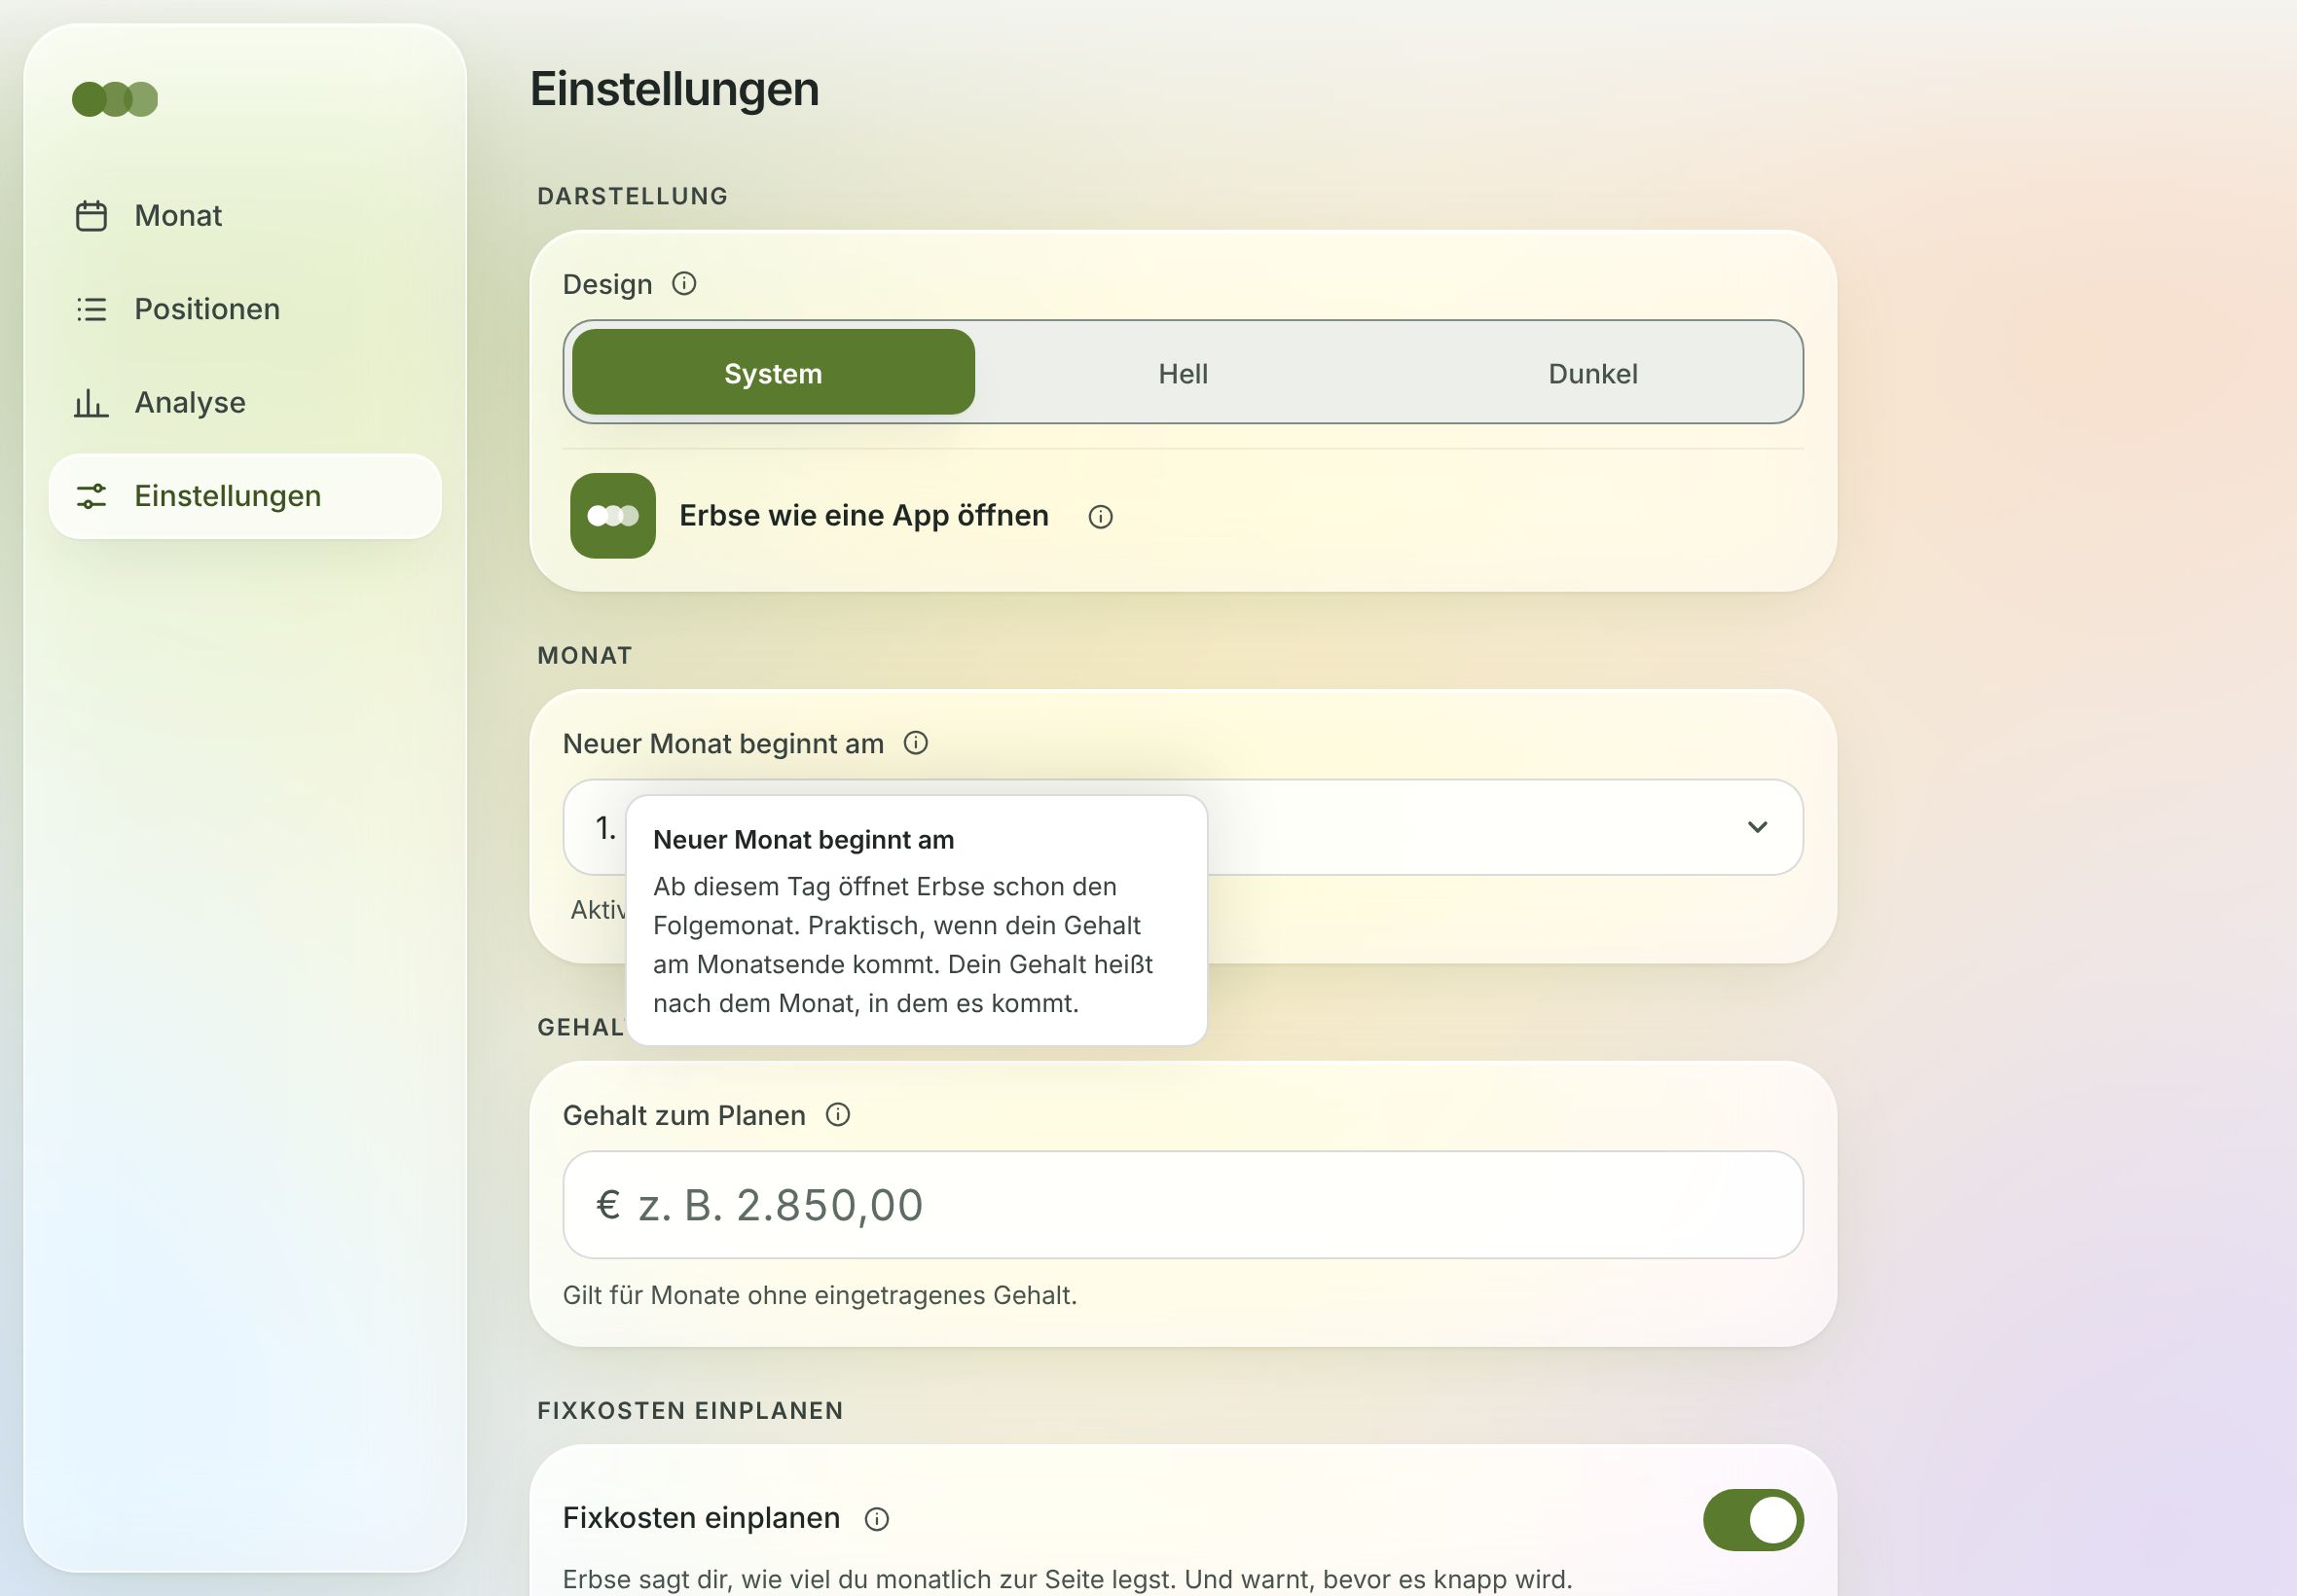 Einstellungen
Monat
Positionen
Analyse
Einstellungen
DARSTELLUNG
Design
System
Hell
Dunkel
Erbse wie eine App öffnen
MONAT
Neuer Monat beginnt am
1.
Neuer Monat beginnt am
Ab diesem Tag öffnet Erbse schon den
Folgemonat. Praktisch, wenn dein Gehalt
am Monatsende kommt. Dein Gehalt heißt
nach dem Monat, in dem es kommt.
Gehalt zum Planen
€ z. B. 2.850,00
Gilt für Monate ohne eingetragenes Gehalt.
FIXKOSTEN EINPLANEN
Fixkosten einplanen
Erbse sagt dir, wie viel du monatlich zur Seite legst. Und warnt, bevor es knapp wird.